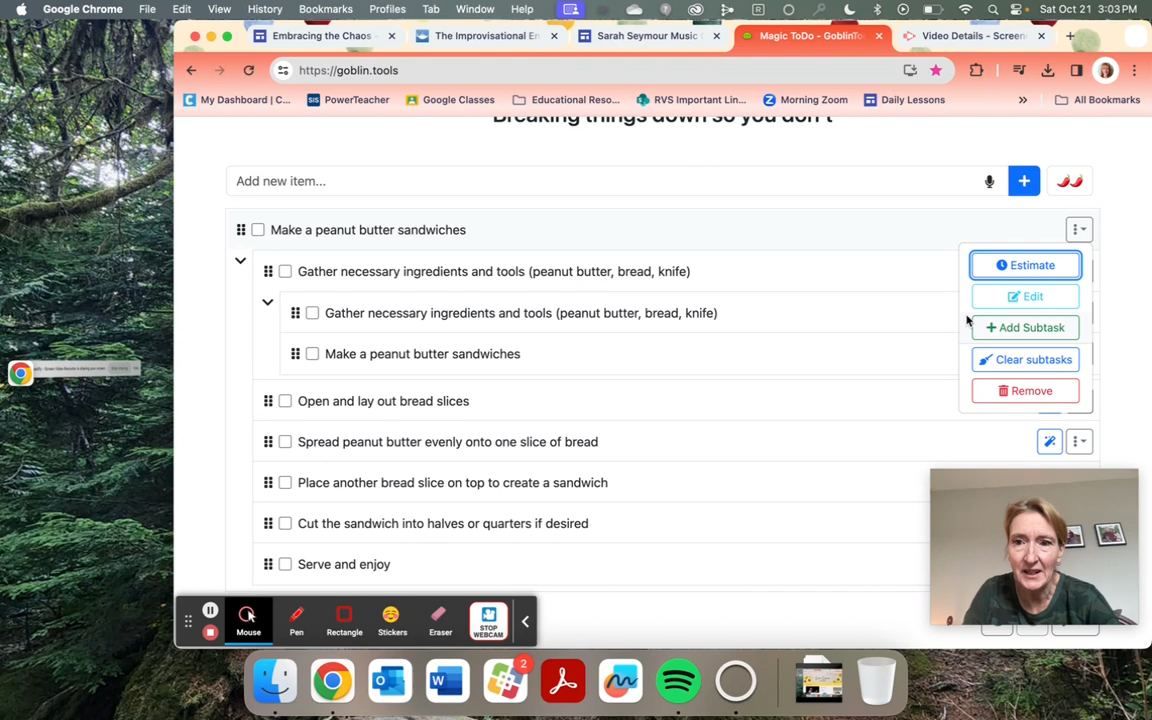 Google Chrome File Edit View History Bookmarks Profiles Tab Window Help Sat Oct 21 3:03 PM
Embracing the Chaos - The Improvisational En Sarah Seymour Music Magic ToDo - GoblinTo Video Details - Screen
https://goblin.tools
My Dashboard | C... PowerTeacher Google Classes Educational Reso... RVS Important Lin... Morning Zoom Daily Lessons » All Bookmarks
Breaking things down so you don't
Add new item...
Make a peanut butter sandwiches
Estimate
Gather necessary ingredients and tools (peanut butter, bread, knife)
Edit
Gather necessary ingredients and tools (peanut butter, bread, knife)
Add Subtask
Make a peanut butter sandwiches
Clear subtasks
Remove
Open and lay out bread slices
Spread peanut butter evenly onto one slice of bread
Place another bread slice on top to create a sandwich
Cut the sandwich into halves or quarters if desired
Serve and enjoy
Mouse Pen Rectangle Stickers Eraser STOP WEBCAM
2